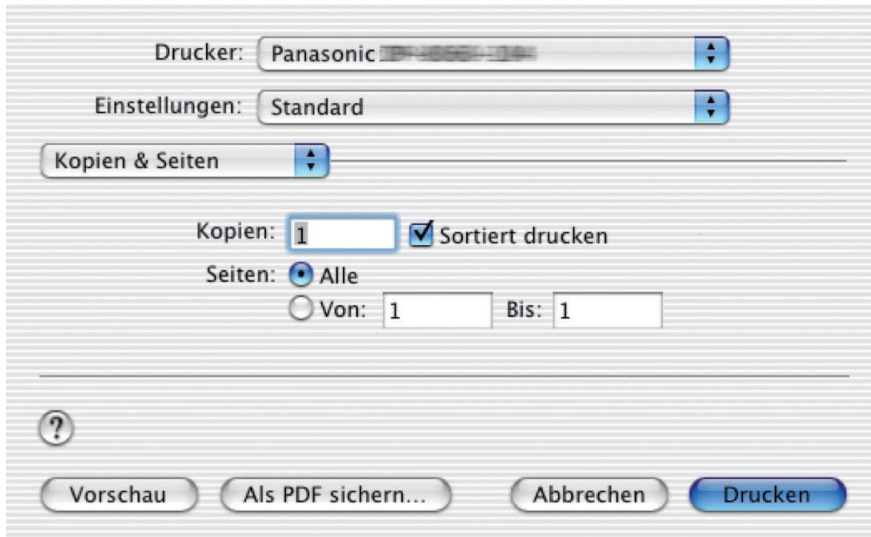 Drucker: Panasonic
Einstellungen: Standard
Kopien & Seiten
Kopien: 1 Sortiert drucken
Seiten: Alle
Von: 1 Bis: 1
?
Vorschau Als PDF sichern... Abbrechen Drucken